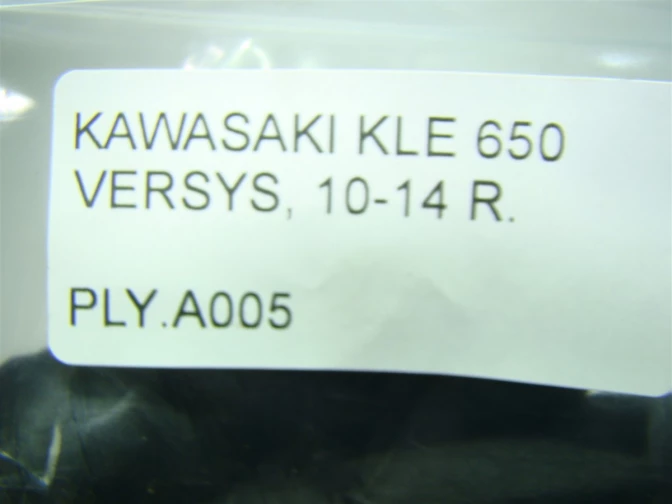 KAWASAKI KLE 650
VERSYS, 10-14 R.
PLY.A005